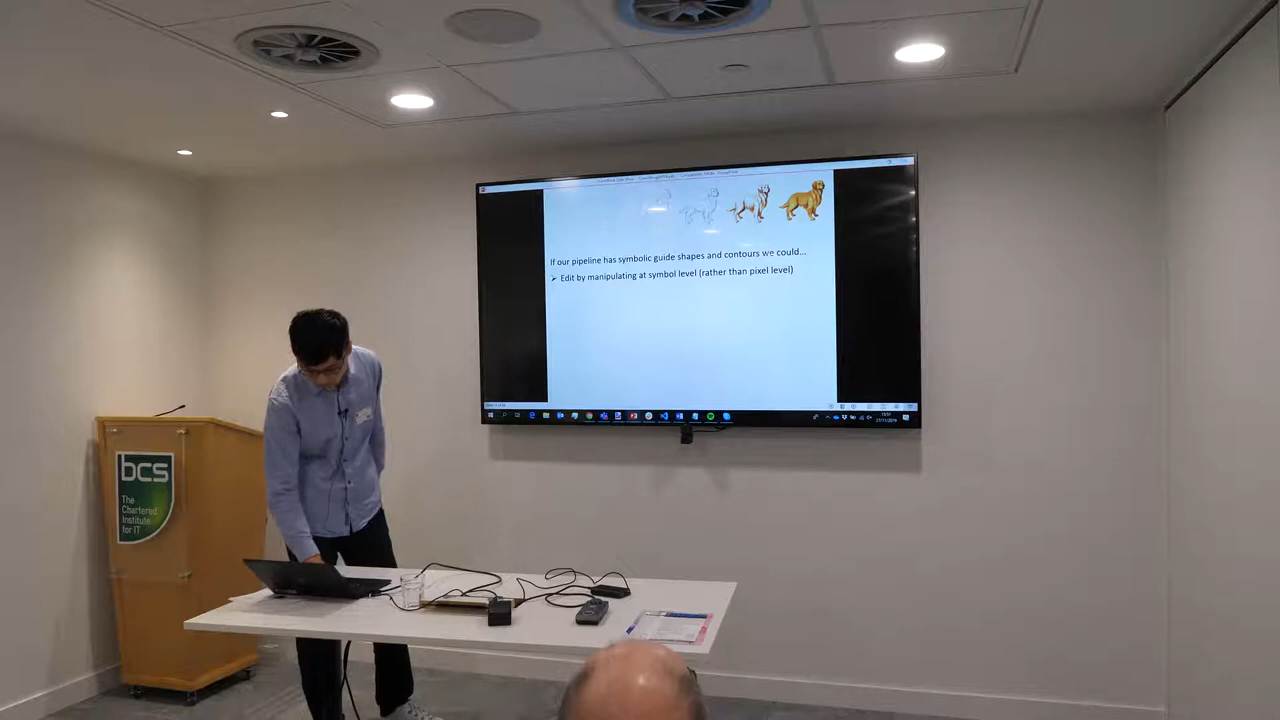 If our pipeline has symbolic guide shapes and contours we could...
➢ Edit by manipulating at symbol level (rather than pixel level)
bcs
The
Chartered
Institute
for IT